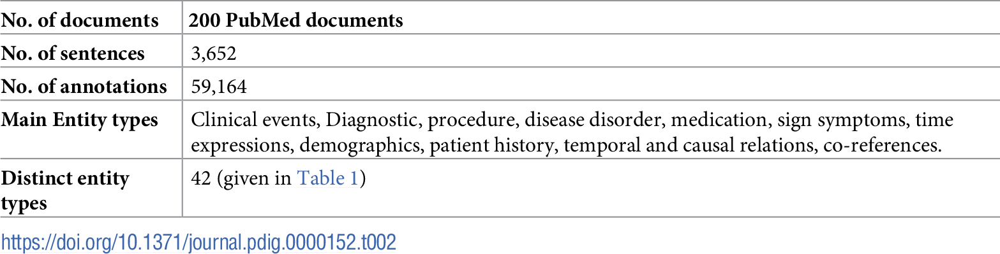 No. of documents 200 PubMed documents
No. of sentences 3,652
No. of annotations 59,164
Main Entity types Clinical events, Diagnostic, procedure, disease disorder, medication, sign symptoms, time
expressions, demographics, patient history, temporal and causal relations, co-references.
Distinct entity 42 (given in Table 1)
types
https://doi.org/10.1371/journal.pdig.0000152.t002